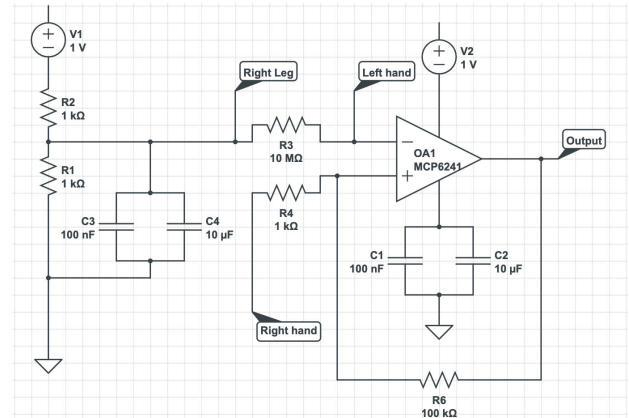 V1
1 V
V2
1 V
Right Leg
Left hand
R2
1 kΩ
R3
10 MΩ
OA1
MCP6241
Output
R1
1 kΩ
R4
1 kΩ
C3
100 nF
C4
10 µF
C1
100 nF
C2
10 µF
Right hand
R6
100 kΩ
−
+